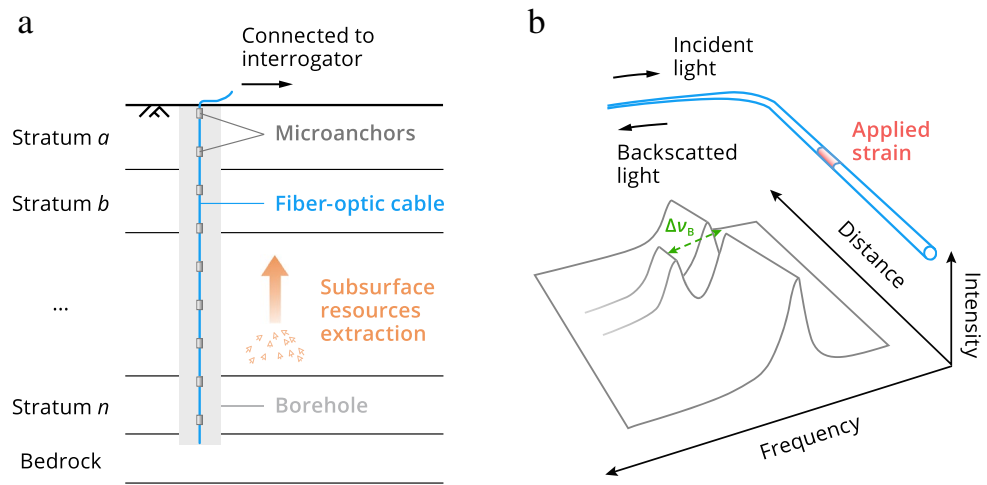 a
Connected to
interrogator
Stratum a
Microanchors
Stratum b
Fiber-optic cable
...
Subsurface
resources
extraction
Stratum n
Borehole
Bedrock
b
Incident
light
Backscatted
light
Applied
strain
ΔνB
Distance
Intensity
Frequency